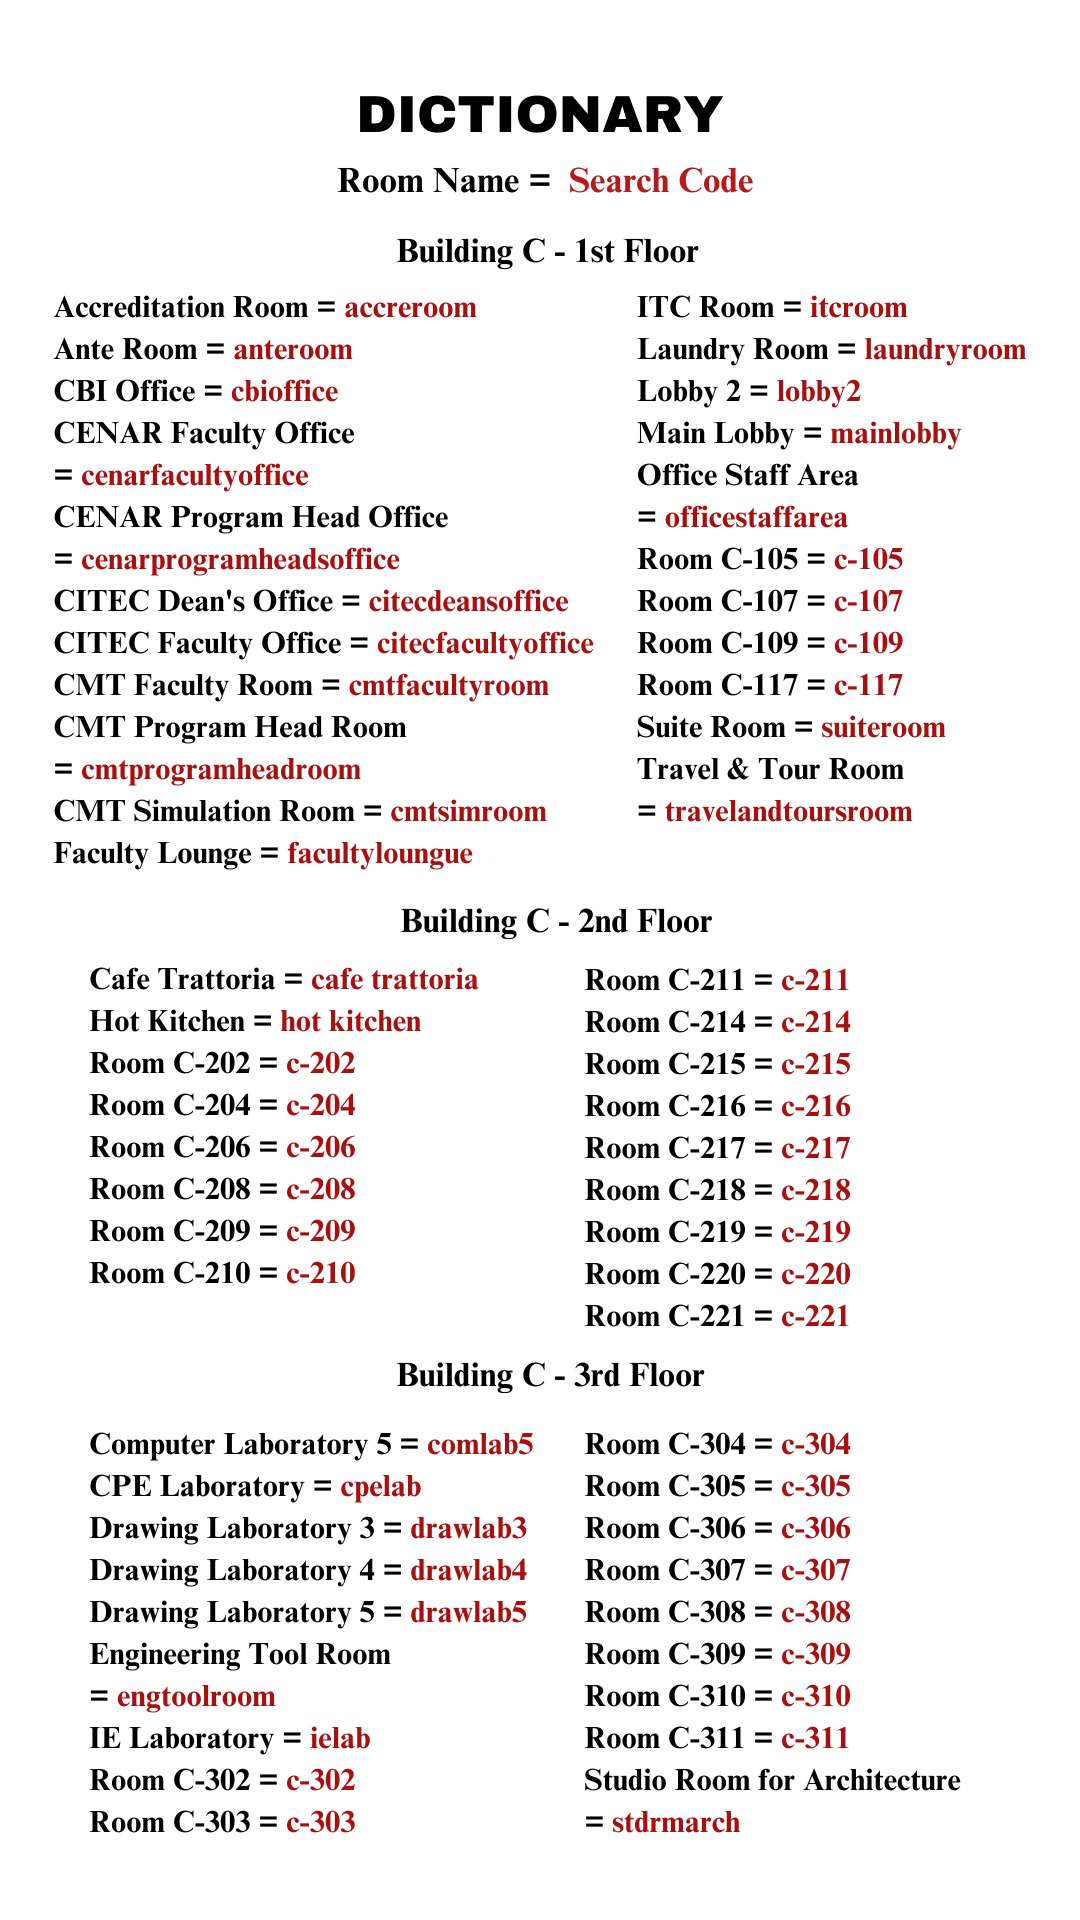 DICTIONARY
Room Name = Search Code
Building C - 1st Floor
Accreditation Room = accreroom
Ante Room = anteroom
CBI Office = cbioffice
CENAR Faculty Office
= cenarfacultyoffice
CENAR Program Head Office
= cenarprogramheadsoffice
CITEC Dean's Office = citecdeansoffice
CITEC Faculty Office = citecfacultyoffice
CMT Faculty Room = cmtfacultyroom
CMT Program Head Room
= cmtprogramheadroom
CMT Simulation Room = cmtsimroom
Faculty Lounge = facultyloungue
ITC Room = itcroom
Laundry Room = laundryroom
Lobby 2 = lobby2
Main Lobby = mainlobby
Office Staff Area
= officestaffarea
Room C-105 = c-105
Room C-107 = c-107
Room C-109 = c-109
Room C-117 = c-117
Suite Room = suiteroom
Travel & Tour Room
= travelandtoursroom
Building C - 2nd Floor
Cafe Trattoria = cafe trattoria
Hot Kitchen = hot kitchen
Room C-202 = c-202
Room C-204 = c-204
Room C-206 = c-206
Room C-208 = c-208
Room C-209 = c-209
Room C-210 = c-210
Room C-211 = c-211
Room C-214 = c-214
Room C-215 = c-215
Room C-216 = c-216
Room C-217 = c-217
Room C-218 = c-218
Room C-219 = c-219
Room C-220 = c-220
Room C-221 = c-221
Building C - 3rd Floor
Computer Laboratory 5 = comlab5
CPE Laboratory = cpelab
Drawing Laboratory 3 = drawlab3
Drawing Laboratory 4 = drawlab4
Drawing Laboratory 5 = drawlab5
Engineering Tool Room
= engtoolroom
IE Laboratory = ielab
Room C-302 = c-302
Room C-303 = c-303
Room C-304 = c-304
Room C-305 = c-305
Room C-306 = c-306
Room C-307 = c-307
Room C-308 = c-308
Room C-309 = c-309
Room C-310 = c-310
Room C-311 = c-311
Studio Room for Architecture
= stdrmarch